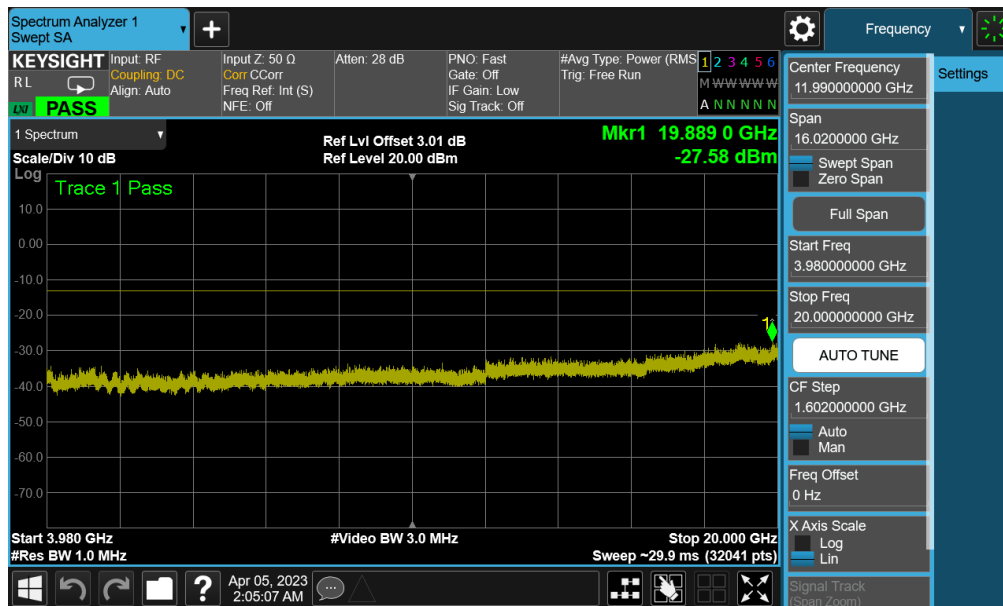 Spectrum Analyzer 1
Swept SA
Frequency
KEYSIGHT
R L
LXI
PASS
Input: RF
Coupling: DC
Align: Auto
Input Z: 50 Ω
Corr CCorr
Freq Ref: Int (S)
NFE: Off
Atten: 28 dB
PNO: Fast
Gate: Off
IF Gain: Low
Sig Track: Off
#Avg Type: Power (RMS
Trig: Free Run
1 2 3 4 5 6
M W W W W W
A N N N N N
1 Spectrum
Scale/Div 10 dB
Ref Lvl Offset 3.01 dB
Ref Level 20.00 dBm
Mkr1 19.889 0 GHz
-27.58 dBm
Log
Trace 1 Pass
10.0
0.00
-10.0
-20.0
-30.0
-40.0
-50.0
-60.0
-70.0
1
Start 3.980 GHz
#Res BW 1.0 MHz
#Video BW 3.0 MHz
Stop 20.000 GHz
Sweep ~29.9 ms (32041 pts)
Apr 05, 2023
2:05:07 AM
?
Center Frequency
11.990000000 GHz
Span
16.0200000 GHz
Swept Span
Zero Span
Full Span
Start Freq
3.980000000 GHz
Stop Freq
20.000000000 GHz
AUTO TUNE
CF Step
1.602000000 GHz
Auto
Man
Freq Offset
0 Hz
X Axis Scale
Log
Lin
Signal Track
(Span Zoom)
Settings